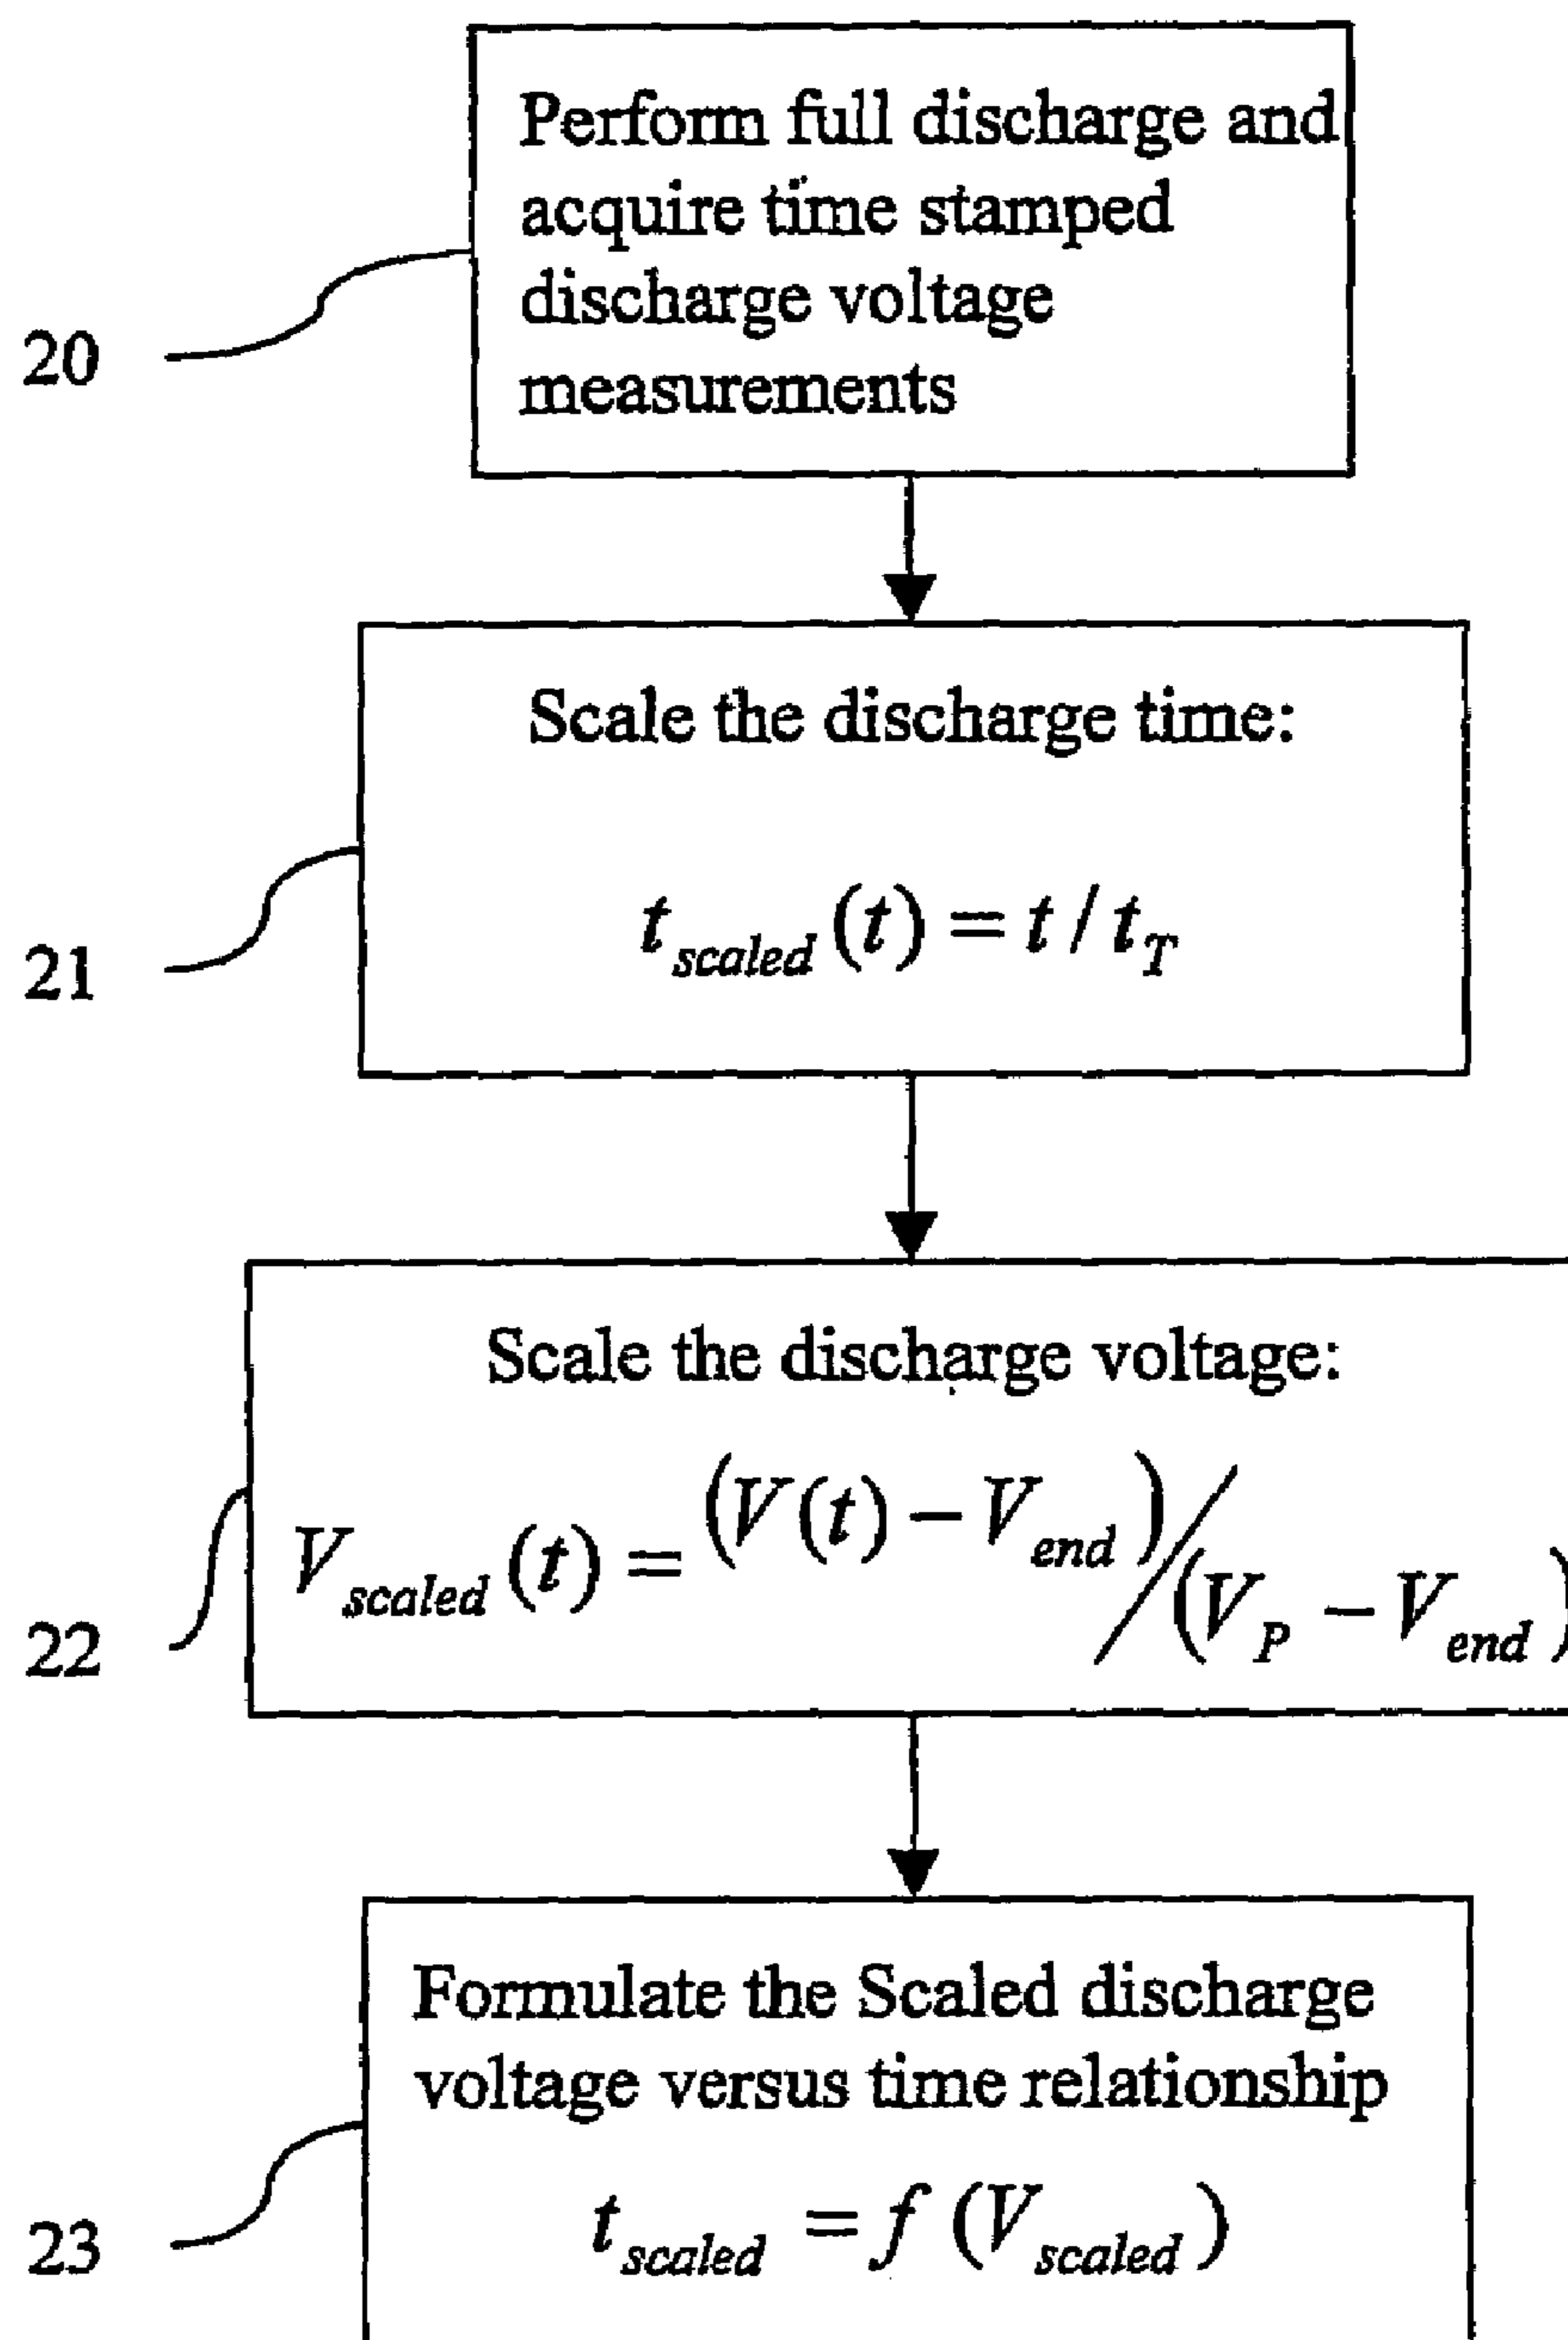 Perform full discharge and
acquire time stamped
discharge voltage
measurements
20
Scale the discharge time:
t_scaled (t) = t / t_T
21
Scale the discharge voltage:
V_scaled (t) = (V(t) − V_end) / (V_P − V_end)
22
Formulate the Scaled discharge
voltage versus time relationship
t_scaled = f (V_scaled)
23